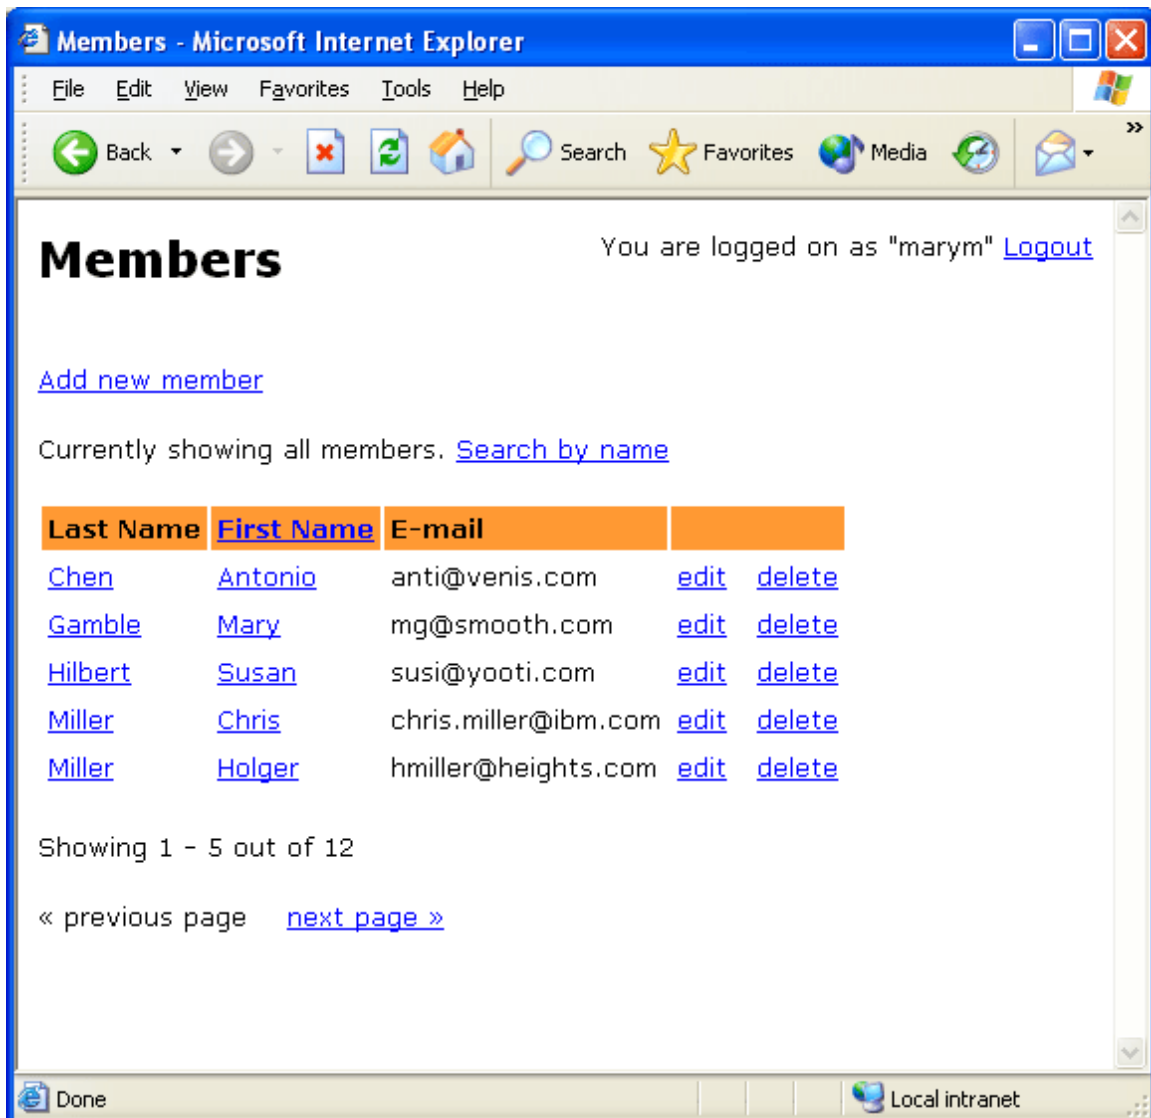 Members - Microsoft Internet Explorer
File Edit View Favorites Tools Help
Back Search Favorites Media »
Members
You are logged on as "marym" Logout
Add new member
Currently showing all members. Search by name
Last Name First Name E-mail
Chen Antonio anti@venis.com edit delete
Gamble Mary mg@smooth.com edit delete
Hilbert Susan susi@yooti.com edit delete
Miller Chris chris.miller@ibm.com edit delete
Miller Holger hmiller@heights.com edit delete
Showing 1 - 5 out of 12
« previous page next page »
Done Local intranet